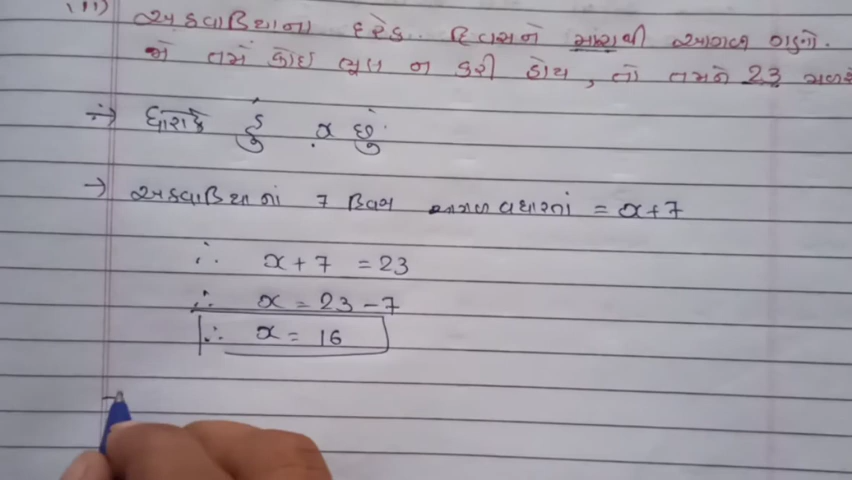 (ii) અઠવાડિયાના દરેક દિવસને મારાથી આગળ ગણો.
જો તમે કોઇ ભૂલ ન કરી હોય, તો તમને 23 મળશે
→ ધારોકે હું x છું
→ અઠવાડિયાનાં 7 દિવસ આગળ વધારતાં = x+7
∴ x+7 = 23
∴ x = 23-7
∴ x = 16